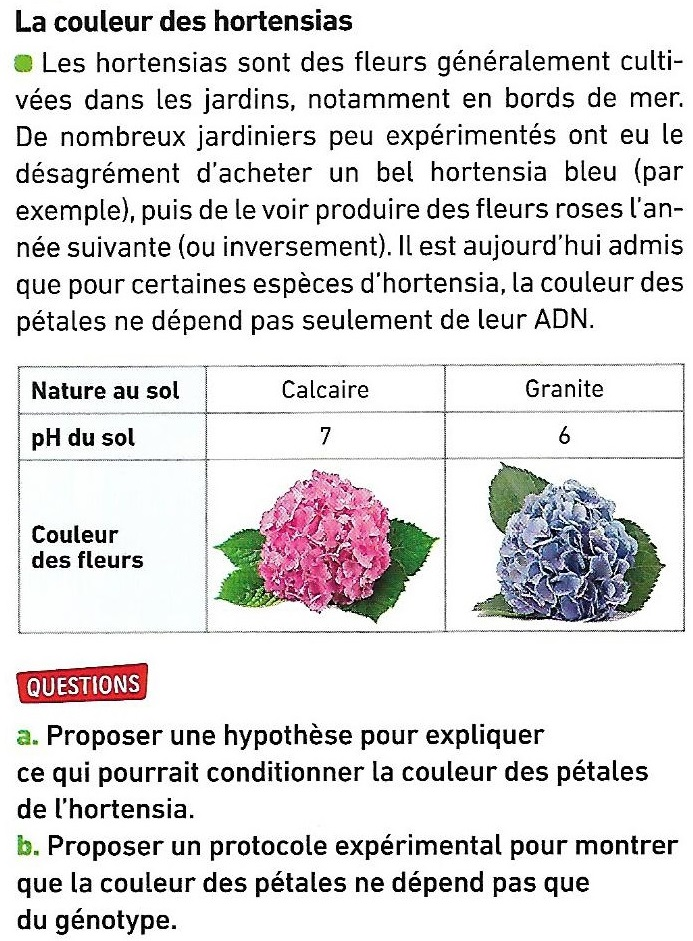 La couleur des hortensias
Les hortensias sont des fleurs généralement culti-
vées dans les jardins, notamment en bords de mer.
De nombreux jardiniers peu expérimentés ont eu le
désagrément d'acheter un bel hortensia bleu (par
exemple), puis de le voir produire des fleurs roses l'an-
née suivante (ou inversement). Il est aujourd'hui admis
que pour certaines espèces d'hortensia, la couleur des
pétales ne dépend pas seulement de leur ADN.
Nature au sol Calcaire Granite
pH du sol 7 6
Couleur
des fleurs
QUESTIONS
a. Proposer une hypothèse pour expliquer
ce qui pourrait conditionner la couleur des pétales
de l'hortensia.
b. Proposer un protocole expérimental pour montrer
que la couleur des pétales ne dépend pas que
du génotype.